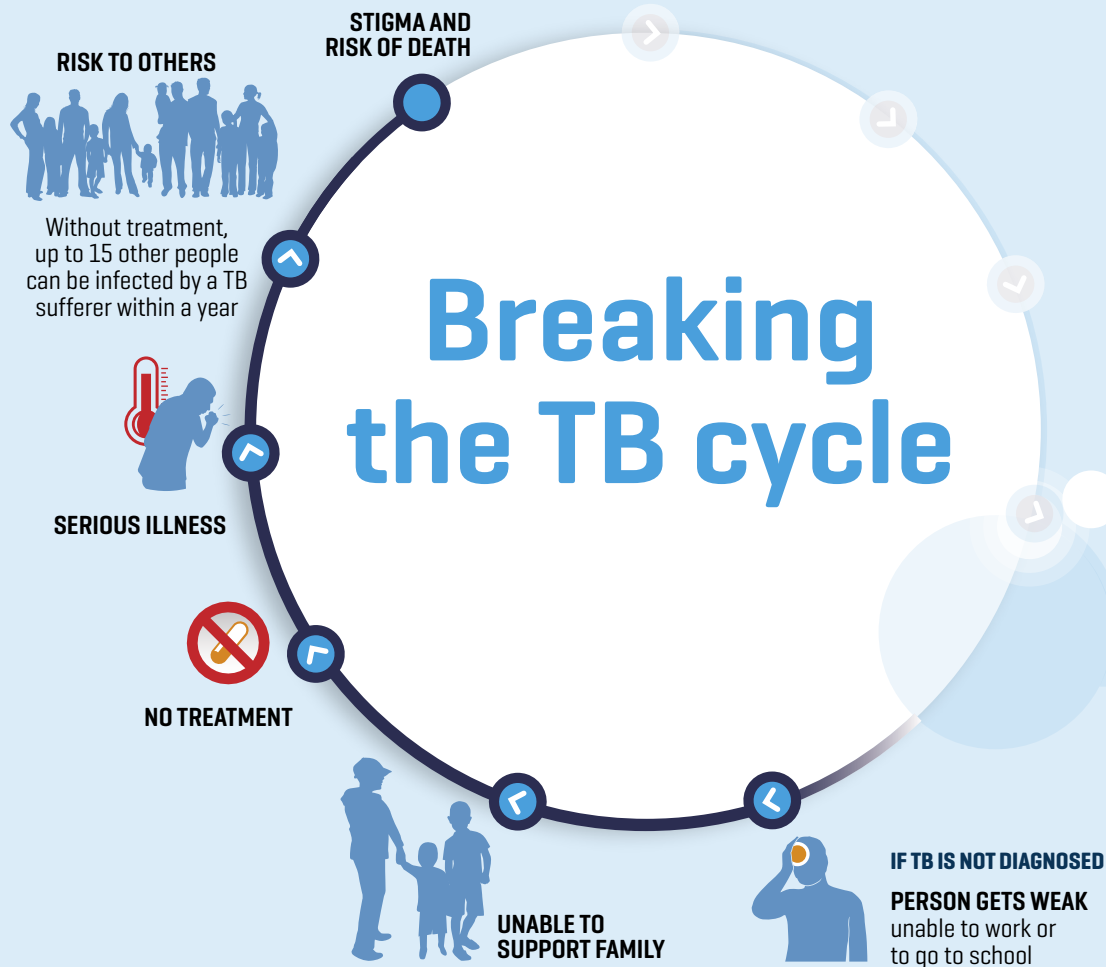 STIGMA AND
RISK OF DEATH
RISK TO OTHERS
Without treatment,
up to 15 other people
can be infected by a TB
sufferer within a year
Breaking
the TB cycle
SERIOUS ILLNESS
NO TREATMENT
UNABLE TO
SUPPORT FAMILY
IF TB IS NOT DIAGNOSED
PERSON GETS WEAK
unable to work or
to go to school